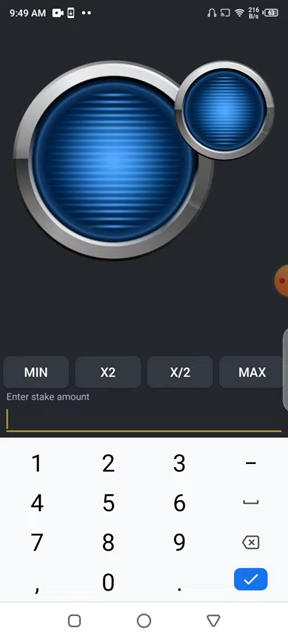 9:49 AM
216
B/s
63
MIN X2 X/2 MAX
Enter stake amount
1 2 3 -
4 5 6
7 8 9
, 0 .